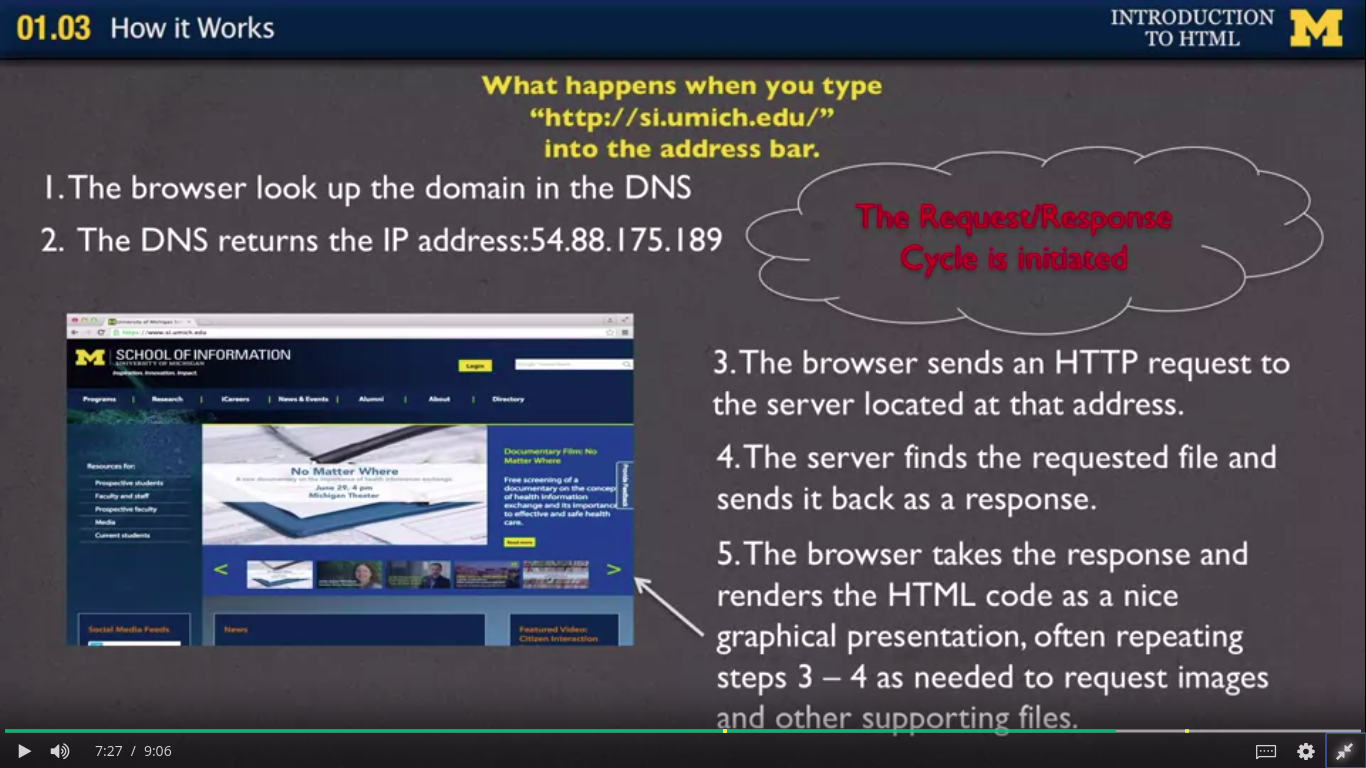 01.03 How it Works
INTRODUCTION
TO HTML
M
What happens when you type
“http://si.umich.edu/”
into the address bar.
1.The browser look up the domain in the DNS
2. The DNS returns the IP address:54.88.175.189
The Request/Response
Cycle is initiated
https://www.si.umich.edu
M SCHOOL OF INFORMATION
UNIVERSITY OF MICHIGAN
Inspiration. Innovation. Impact.
Login
Programs | Research | iCareers | News & Events | Alumni | About | Directory
Resources for:
Prospective students
Faculty and staff
Prospective faculty
Media
Current students
No Matter Where
A new documentary on the importance of health information exchange.
June 29, 4 pm
Michigan Theater
Documentary Film: No
Matter Where
Free screening of a
documentary on the concep
of health information
exchange and its importance
to effective and safe health
care.
Read more
Provide Feedback
< >
Social Media Feeds
News
Featured Video:
Citizen Interaction
3.The browser sends an HTTP request to
the server located at that address.
4.The server finds the requested file and
sends it back as a response.
5.The browser takes the response and
renders the HTML code as a nice
graphical presentation, often repeating
steps 3 – 4 as needed to request images
and other supporting files.
7:27 / 9:06